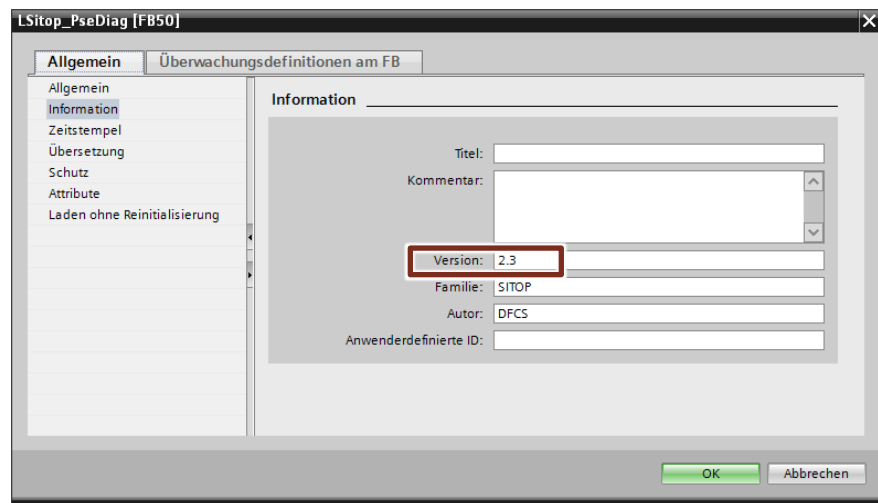 LSitop_PseDiag [FB50]
Allgemein
Überwachungsdefinitionen am FB
Allgemein
Information
Zeitstempel
Übersetzung
Schutz
Attribute
Laden ohne Reinitialisierung
Information
Titel:
Kommentar:
Version: 2.3
Familie: SITOP
Autor: DFCS
Anwenderdefinierte ID:
OK
Abbrechen